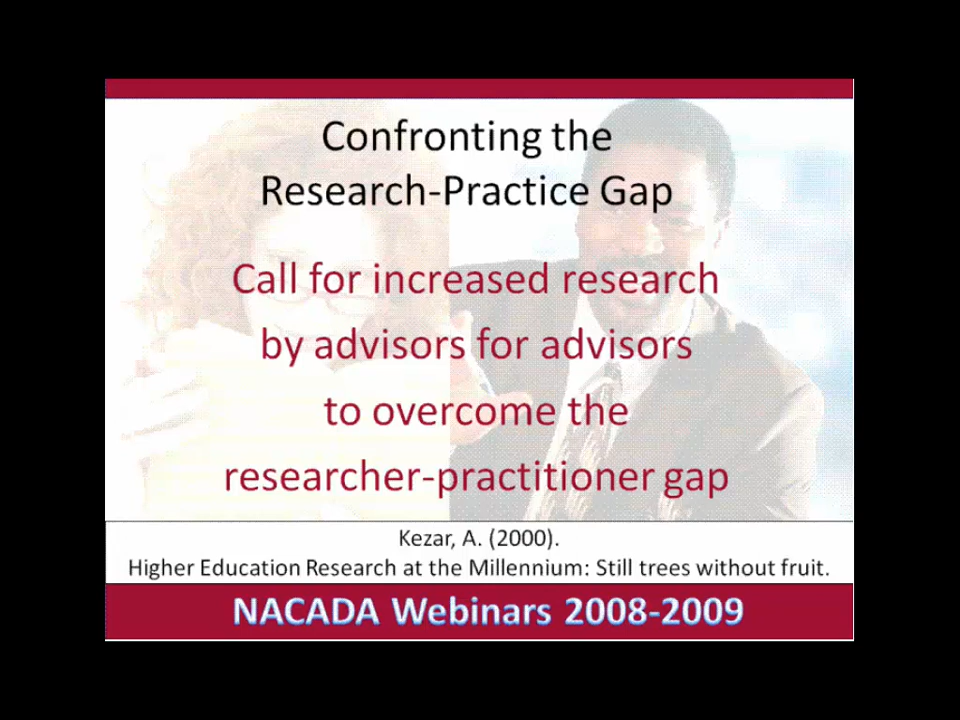 Confronting the
Research-Practice Gap
Call for increased research
by advisors for advisors
to overcome the
researcher-practitioner gap
Kezar, A. (2000).
Higher Education Research at the Millennium: Still trees without fruit.
NACADA Webinars 2008-2009